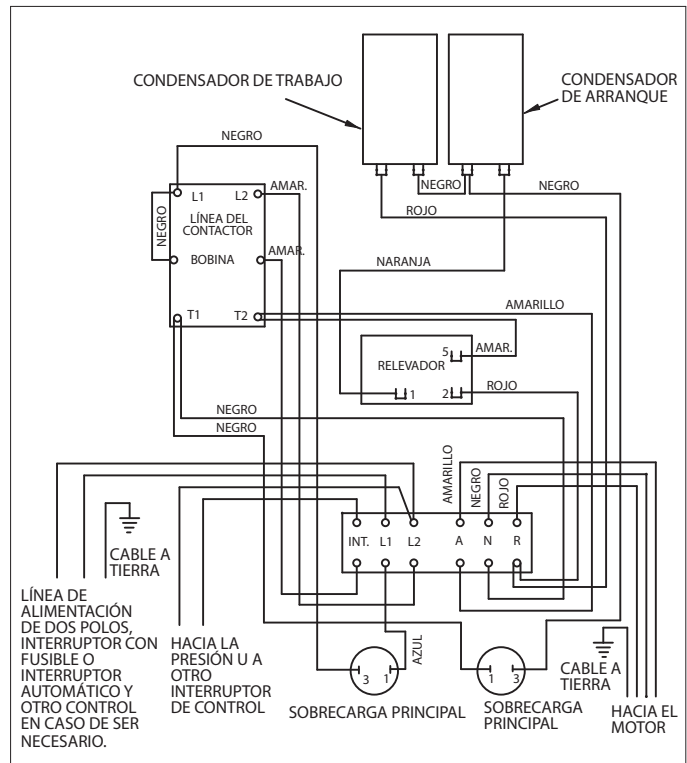 CONDENSADOR DE TRABAJO
CONDENSADOR
DE ARRANQUE
NEGRO
NEGRO
NEGRO
L1
L2
AMAR.
ROJO
LÍNEA DEL
CONTACTOR
NEGRO
BOBINA
AMAR.
NARANJA
T1
T2
AMARILLO
5
AMAR.
RELEVADOR
1
2
ROJO
NEGRO
NEGRO
AMARILLO
NEGRO
ROJO
INT.
L1
L2
A
N
R
CABLE A
TIERRA
LÍNEA DE
ALIMENTACIÓN
DE DOS POLOS,
INTERRUPTOR CON
FUSIBLE O
INTERRUPTOR
AUTOMÁTICO Y
OTRO CONTROL
EN CASO DE SER
NECESARIO.
HACIA LA
PRESIÓN U A
OTRO
INTERRUPTOR
DE CONTROL
AZUL
3
1
SOBRECARGA PRINCIPAL
1
3
SOBRECARGA
PRINCIPAL
CABLE A
TIERRA
HACIA EL
MOTOR